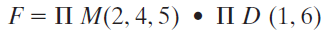 F = Π M(2, 4, 5) • Π D (1, 6)